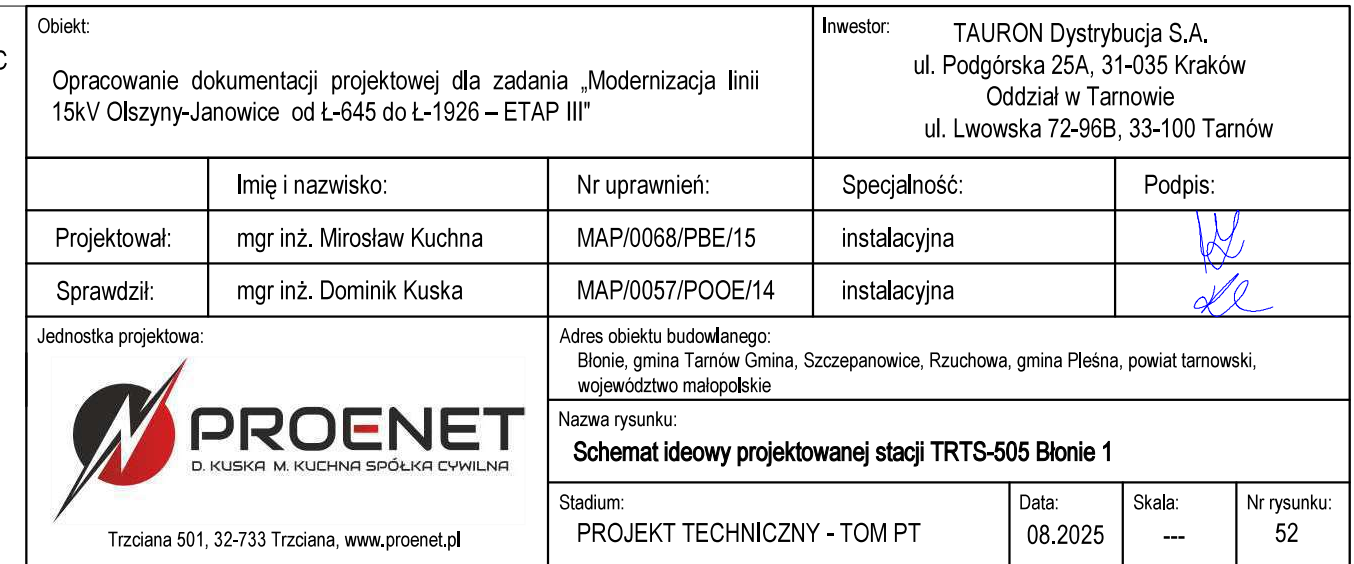 C
Obiekt:
Opracowanie dokumentacji projektowej dla zadania „Modernizacja linii
15kV Olszyny-Janowice od Ł-645 do Ł-1926 – ETAP III"
Inwestor:
TAURON Dystrybucja S.A.
ul. Podgórska 25A, 31-035 Kraków
Oddział w Tarnowie
ul. Lwowska 72-96B, 33-100 Tarnów
Imię i nazwisko: Nr uprawnień: Specjalność: Podpis:
Projektował: mgr inż. Mirosław Kuchna MAP/0068/PBE/15 instalacyjna
Sprawdził: mgr inż. Dominik Kuska MAP/0057/POOE/14 instalacyjna
Jednostka projektowa:
PROENET
D. KUSKA M. KUCHNA SPÓŁKA CYWILNA
Trzciana 501, 32-733 Trzciana, www.proenet.pl
Adres obiektu budowlanego:
Błonie, gmina Tarnów Gmina, Szczepanowice, Rzuchowa, gmina Pleśna, powiat tarnowski,
województwo małopolskie
Nazwa rysunku:
Schemat ideowy projektowanej stacji TRTS-505 Błonie 1
Stadium:
PROJEKT TECHNICZNY - TOM PT
Data:
08.2025
Skala:
---
Nr rysunku:
52